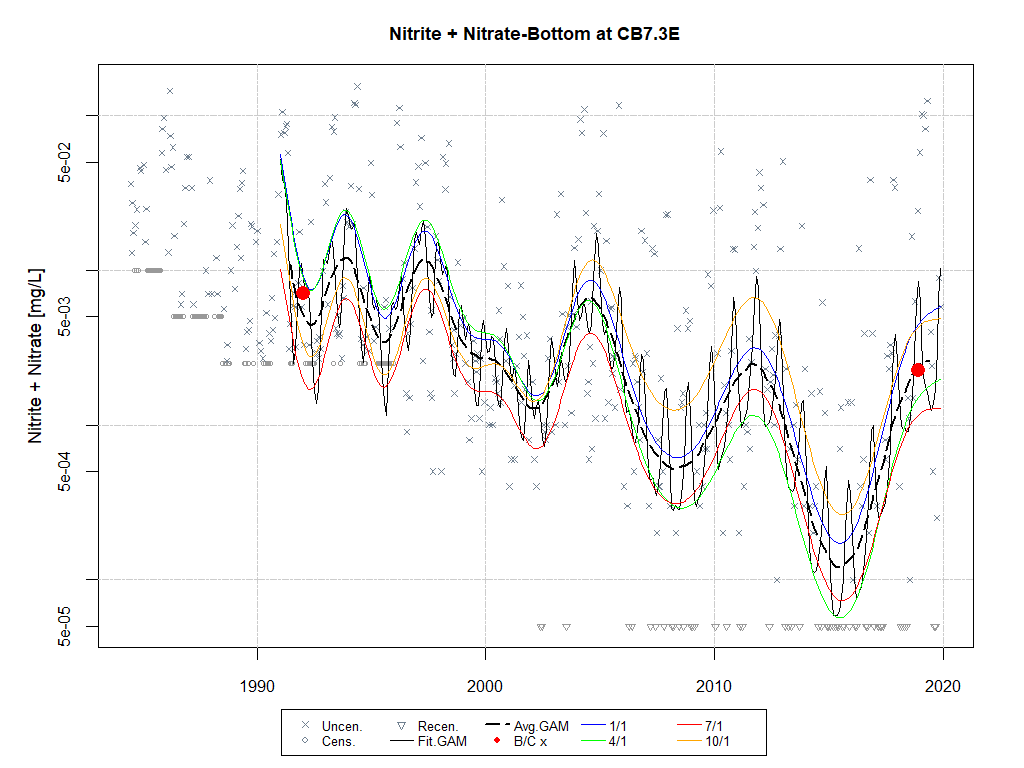 Nitrite + Nitrate-Bottom at CB7.3E
Nitrite + Nitrate [mg/L]
5e-02
5e-03
5e-04
5e-05
1990 2000 2010 2020
Uncen. Recen. Avg.GAM 1/1 7/1
Cens. Fit.GAM B/C x 4/1 10/1